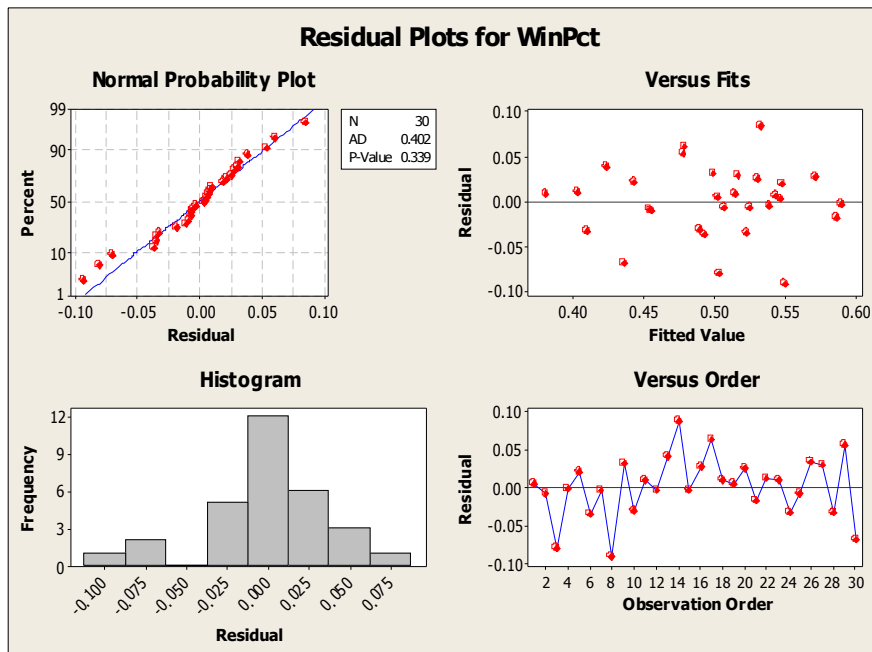 Residual Plots for WinPct
Normal Probability Plot
99
90
50
10
1
Percent
-0.10 -0.05 0.00 0.05 0.10
Residual
N 30
AD 0.402
P-Value 0.339
Versus Fits
0.10
0.05
0.00
-0.05
-0.10
Residual
0.40 0.45 0.50 0.55 0.60
Fitted Value
Histogram
12
9
6
3
0
Frequency
-0.100 -0.075 -0.050 -0.025 0.000 0.025 0.050 0.075
Residual
Versus Order
0.10
0.05
0.00
-0.05
-0.10
Residual
2 4 6 8 10 12 14 16 18 20 22 24 26 28 30
Observation Order